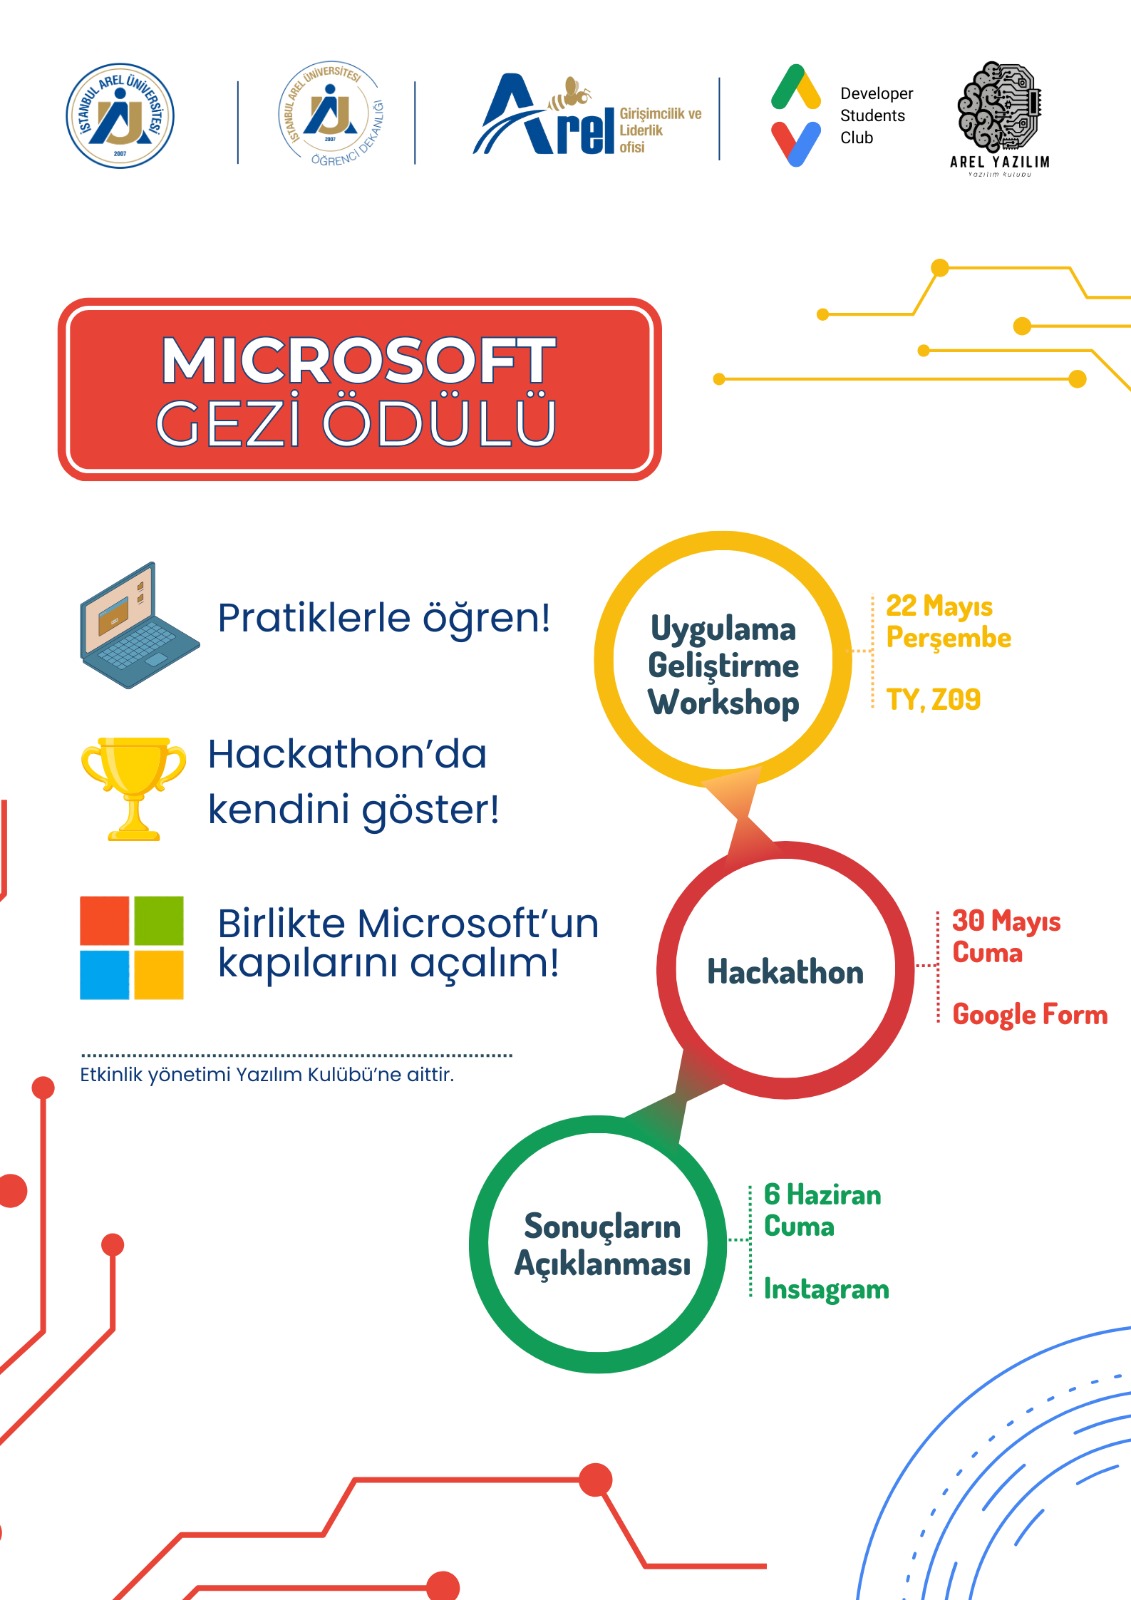 İSTANBUL AREL ÜNİVERSİTESİ
2007
İSTANBUL AREL ÜNİVERSİTESİ
2007
ÖĞRENCİ DEKANLIĞI
Arel
Girişimcilik ve
Liderlik
ofisi
Developer
Students
Club
AREL YAZILIM
Yazılım Kulübü
MICROSOFT
GEZİ ÖDÜLÜ
Pratiklerle öğren!
Hackathon’da
kendini göster!
Birlikte Microsoft’un
kapılarını açalım!
Etkinlik yönetimi Yazılım Kulübü’ne aittir.
Uygulama
Geliştirme
Workshop
22 Mayıs
Perşembe
TY, Z09
Hackathon
30 Mayıs
Cuma
Google Form
Sonuçların
Açıklanması
6 Haziran
Cuma
Instagram